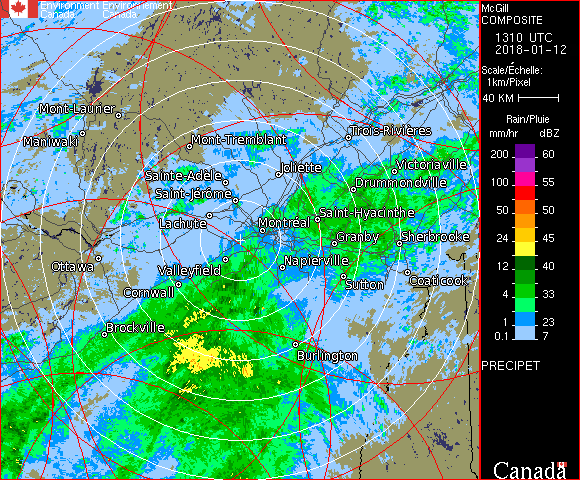 Environment Environnement
Canada Canada
McGill
COMPOSITE
1310 UTC
2018-01-12
Scale/Échelle:
1km/Pixel
40 KM
Rain/Pluie
mm/hr dBZ
200 60
100 55
50 50
24 45
12 40
4 33
1 23
0.1 7
PRECIPET
Mont-Laurier
Maniwaki
Mont-Tremblant
Trois-Rivières
Joliette
Victoriaville
Sainte-Adèle
Drummondville
Saint-Jérôme
Saint-Hyacinthe
Lachute
Montréal
Granby
Sherbrooke
Ottawa
Valleyfield
Napierville
Coaticook
Cornwall
Sutton
Brockville
Burlington
Canada